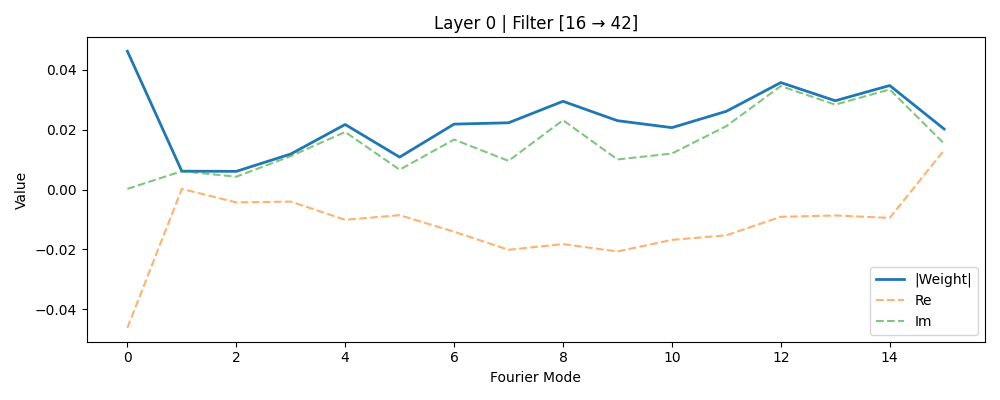 Layer 0 | Filter [16 → 42]
Value
0.04
0.02
0.00
−0.02
−0.04
0
2
4
6
8
10
12
14
Fourier Mode
|Weight|
Re
Im